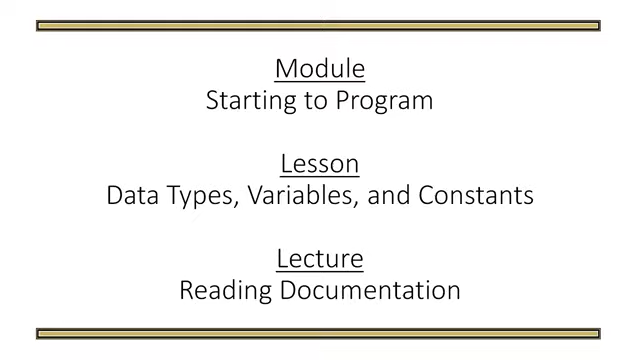 Module
Starting to Program
Lesson
Data Types, Variables, and Constants
Lecture
Reading Documentation